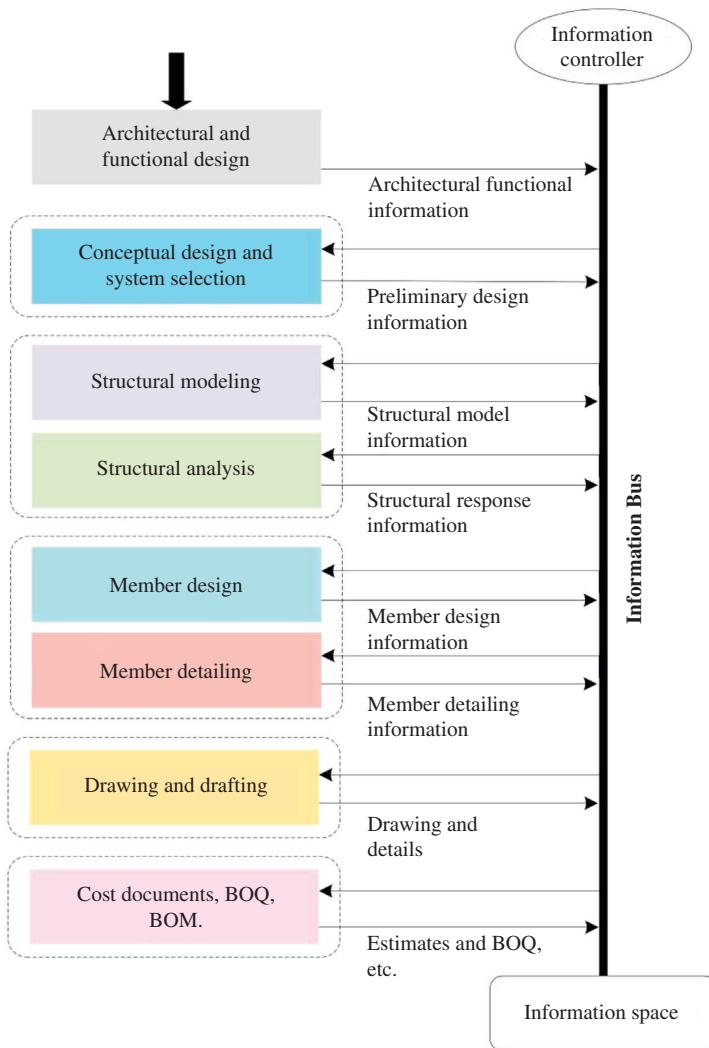 Information
controller
Architectural and
functional design
Architectural functional
information
Conceptual design and
system selection
Preliminary design
information
Structural modeling
Structural model
information
Structural analysis
Structural response
information
Information Bus
Member design
Member design
information
Member detailing
Member detailing
information
Drawing and drafting
Drawing and
details
Cost documents, BOQ,
BOM.
Estimates and BOQ,
etc.
Information space